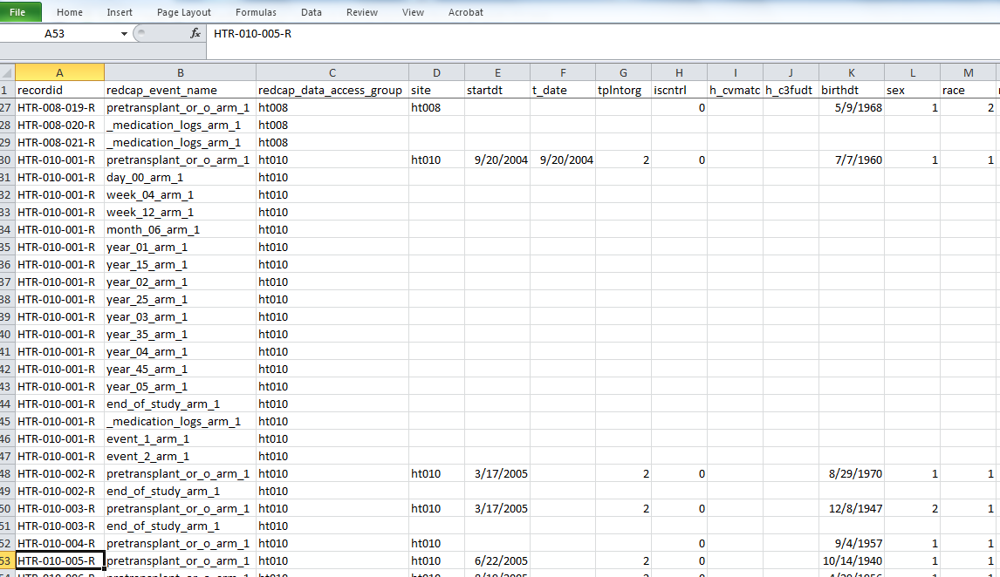 File Home Insert Page Layout Formulas Data Review View Acrobat
A53 fx HTR-010-005-R
A B C D E F G H I J K L M
1 recordid redcap_event_name redcap_data_access_group site startdt t_date tplntorg iscntrl h_cvmatc h_c3fudt birthdt sex race
27 HTR-008-019-R pretransplant_or_o_arm_1 ht008 ht008 0 5/9/1968 1 2
28 HTR-008-020-R _medication_logs_arm_1 ht008
29 HTR-008-021-R _medication_logs_arm_1 ht008
30 HTR-010-001-R pretransplant_or_o_arm_1 ht010 ht010 9/20/2004 9/20/2004 2 0 7/7/1960 1 1
31 HTR-010-001-R day_00_arm_1 ht010
32 HTR-010-001-R week_04_arm_1 ht010
33 HTR-010-001-R week_12_arm_1 ht010
34 HTR-010-001-R month_06_arm_1 ht010
35 HTR-010-001-R year_01_arm_1 ht010
36 HTR-010-001-R year_15_arm_1 ht010
37 HTR-010-001-R year_02_arm_1 ht010
38 HTR-010-001-R year_25_arm_1 ht010
39 HTR-010-001-R year_03_arm_1 ht010
40 HTR-010-001-R year_35_arm_1 ht010
41 HTR-010-001-R year_04_arm_1 ht010
42 HTR-010-001-R year_45_arm_1 ht010
43 HTR-010-001-R year_05_arm_1 ht010
44 HTR-010-001-R end_of_study_arm_1 ht010
45 HTR-010-001-R _medication_logs_arm_1 ht010
46 HTR-010-001-R event_1_arm_1 ht010
47 HTR-010-001-R event_2_arm_1 ht010
48 HTR-010-002-R pretransplant_or_o_arm_1 ht010 ht010 3/17/2005 2 0 8/29/1970 1 1
49 HTR-010-002-R end_of_study_arm_1 ht010
50 HTR-010-003-R pretransplant_or_o_arm_1 ht010 ht010 3/17/2005 2 0 12/8/1947 2 1
51 HTR-010-003-R end_of_study_arm_1 ht010
52 HTR-010-004-R pretransplant_or_o_arm_1 ht010 ht010 0 9/4/1957 1 1
53 HTR-010-005-R pretransplant_or_o_arm_1 ht010 ht010 6/22/2005 2 0 10/14/1940 1 1